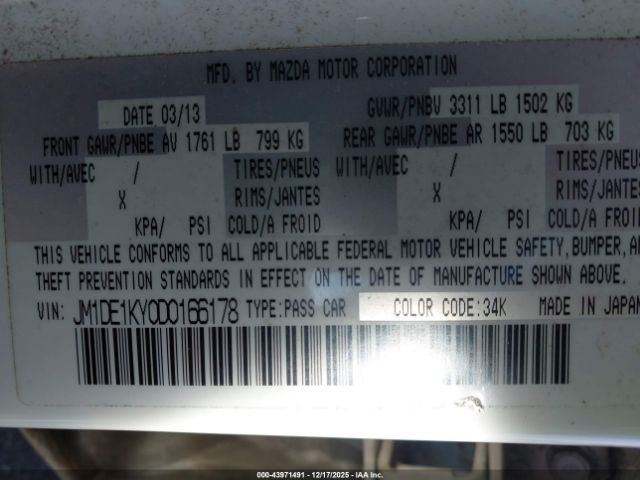 MFD. BY MAZDA MOTOR CORPORATION
DATE 03/13 GVWR/PNBV 3311 LB 1502 KG
FRONT GAWR/PNBE AV 1761 LB 799 KG REAR GAWR/PNBE AR 1550 LB 703 KG
WITH/AVEC / TIRES/PNEUS WITH/AVEC / TIRES/PNEUS
X RIMS/JANTES X RIMS/JANTES
KPA/ PSI COLD/A FROID KPA/ PSI COLD/A FROID
THIS VEHICLE CONFORMS TO ALL APPLICABLE FEDERAL MOTOR VEHICLE SAFETY, BUMPER, AN
THEFT PREVENTION STANDARDS IN EFFECT ON THE DATE OF MANUFACTURE SHOWN ABOVE.
VIN: JM1DE1KY0D0166178 TYPE:PASS CAR COLOR CODE:34K MADE IN JAPAN
000-43971491 - 12/17/2025 - IAAI.CA